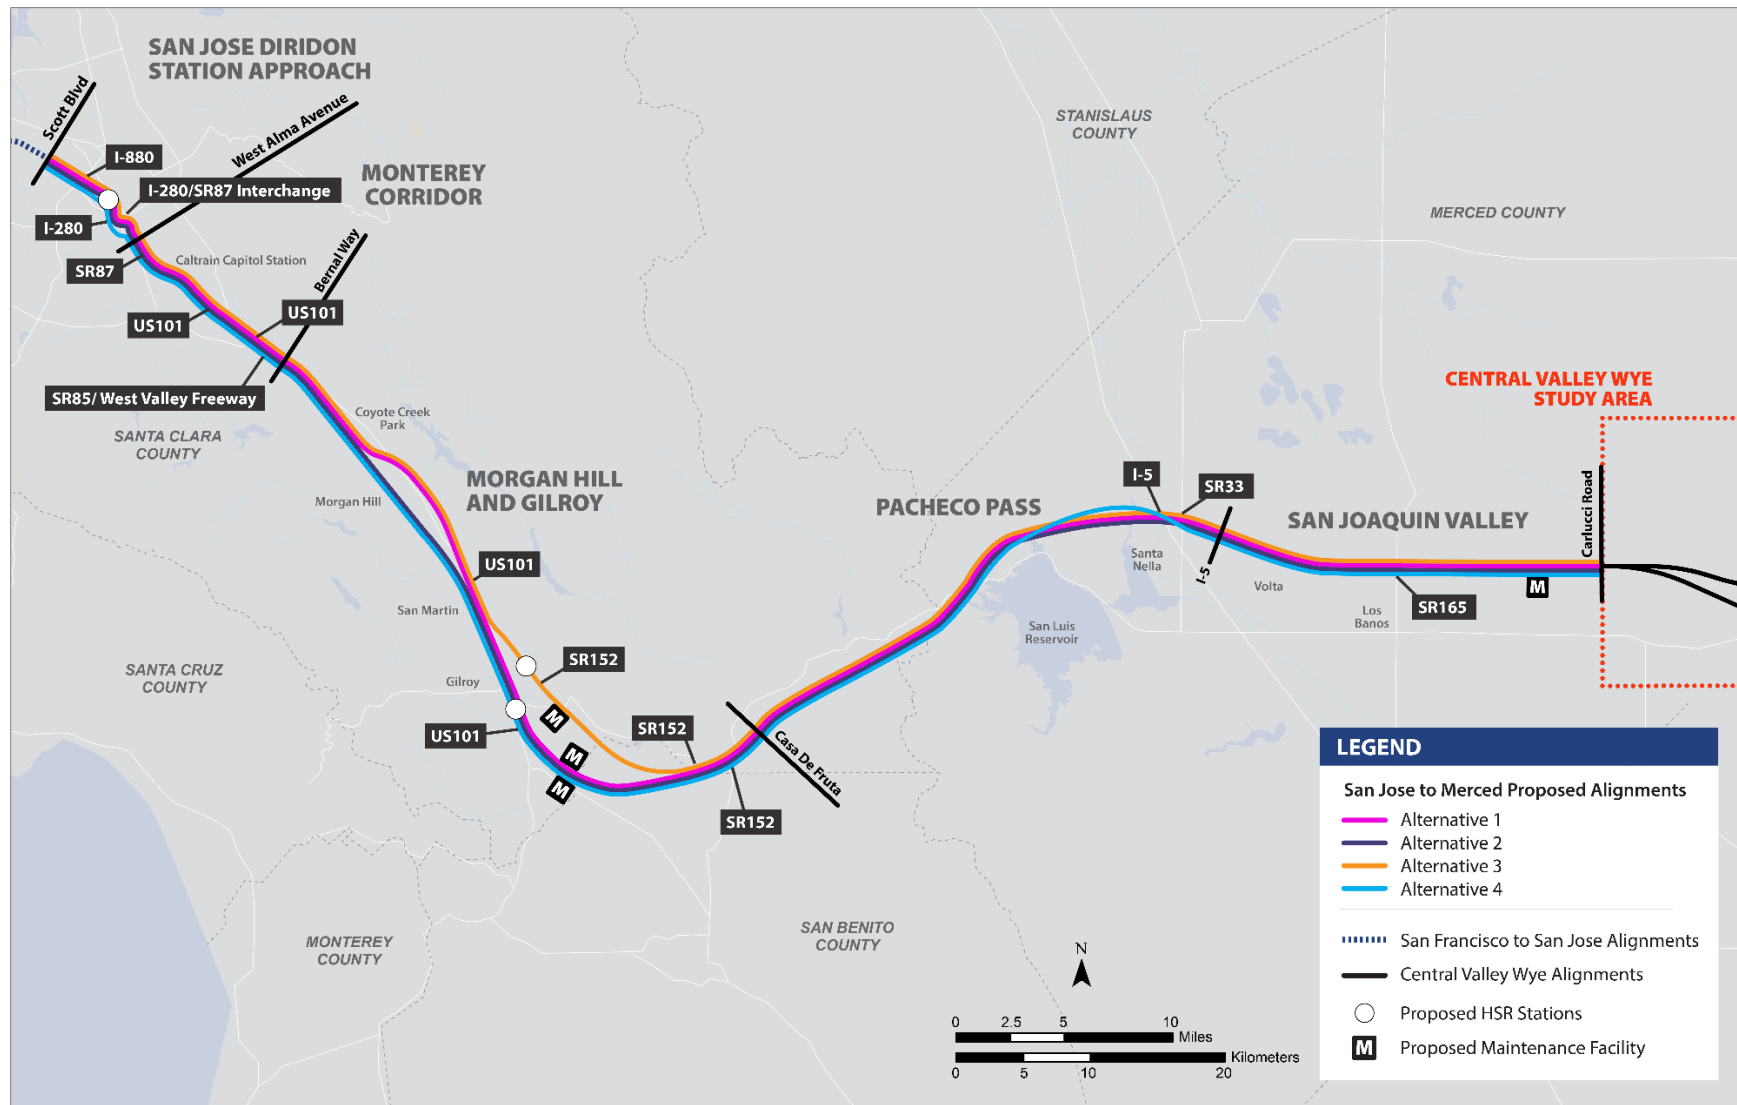 SAN JOSE DIRIDON
STATION APPROACH
Scott Blvd
West Alma Avenue
I-880
I-280/SR87 Interchange
MONTEREY
CORRIDOR
I-280
SR87
Caltrain Capitol Station
Bernal Way
US101
US101
SR85/ West Valley Freeway
SANTA CLARA
COUNTY
Coyote Creek
Park
Morgan Hill
MORGAN HILL
AND GILROY
US101
San Martin
SANTA CRUZ
COUNTY
Gilroy
SR152
M
M
M
US101
SR152
SR152
Casa De Fruta
MONTEREY
COUNTY
SAN BENITO
COUNTY
STANISLAUS
COUNTY
MERCED COUNTY
PACHECO PASS
I-5
SR33
SAN JOAQUIN VALLEY
Santa
Nella
I-5
Volta
San Luis
Reservoir
Los
Banos
SR165
M
Carlucci Road
CENTRAL VALLEY WYE
STUDY AREA
N
0 2.5 5 10
Miles
Kilometers
0 5 10 20
LEGEND
San Jose to Merced Proposed Alignments
Alternative 1
Alternative 2
Alternative 3
Alternative 4
San Francisco to San Jose Alignments
Central Valley Wye Alignments
Proposed HSR Stations
M Proposed Maintenance Facility